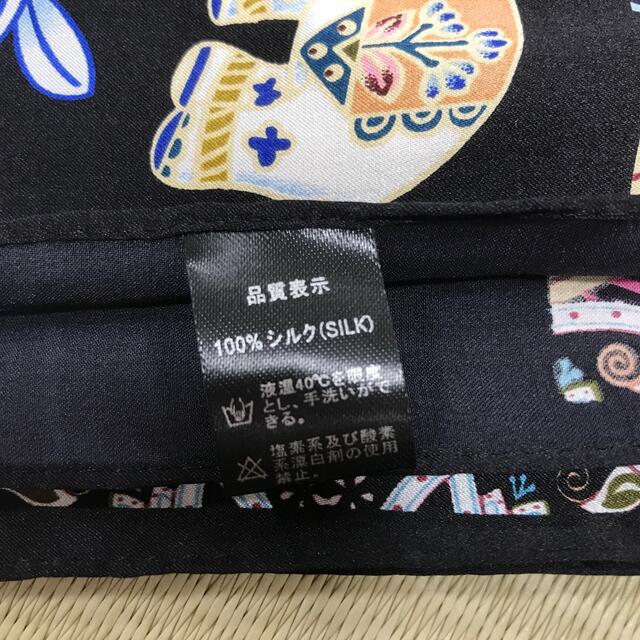 品質表示
100%シルク(SILK)
液温40℃を限度
とし、手洗いがで
きる。
塩素系及び酸素
系漂白剤の使用
禁止。